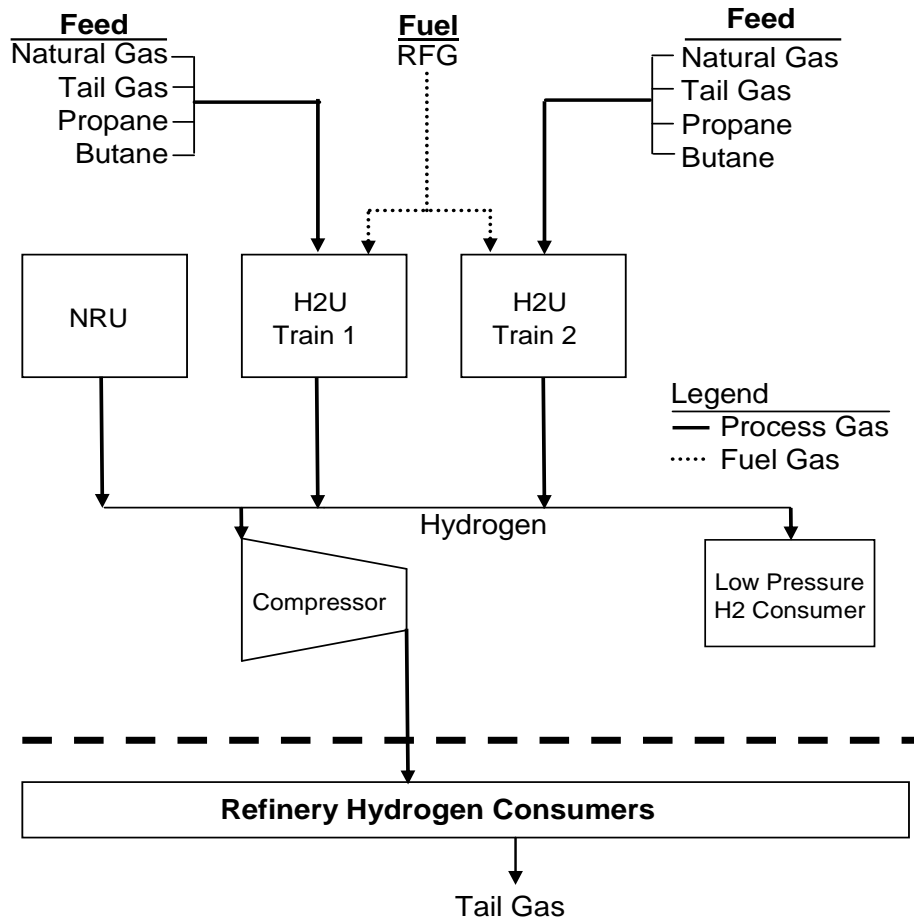 Feed
Natural Gas
Tail Gas
Propane
Butane
Fuel
RFG
Feed
Natural Gas
Tail Gas
Propane
Butane
NRU
H2U
Train 1
H2U
Train 2
Legend
Process Gas
Fuel Gas
Hydrogen
Compressor
Low Pressure
H2 Consumer
Refinery Hydrogen Consumers
Tail Gas